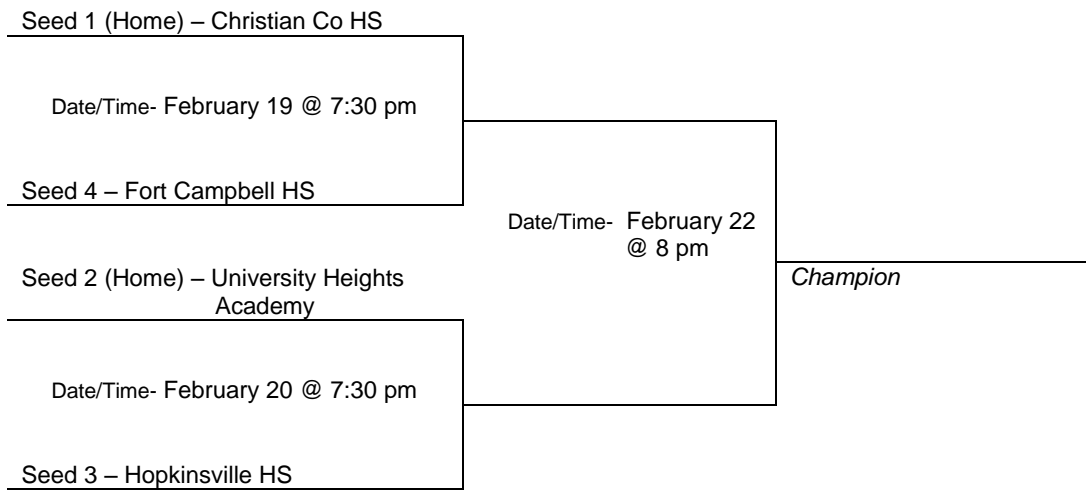 Seed 1 (Home) – Christian Co HS
Date/Time- February 19 @ 7:30 pm
Seed 4 – Fort Campbell HS
Date/Time- February 22
@ 8 pm
Seed 2 (Home) – University Heights
Academy
Champion
Date/Time- February 20 @ 7:30 pm
Seed 3 – Hopkinsville HS